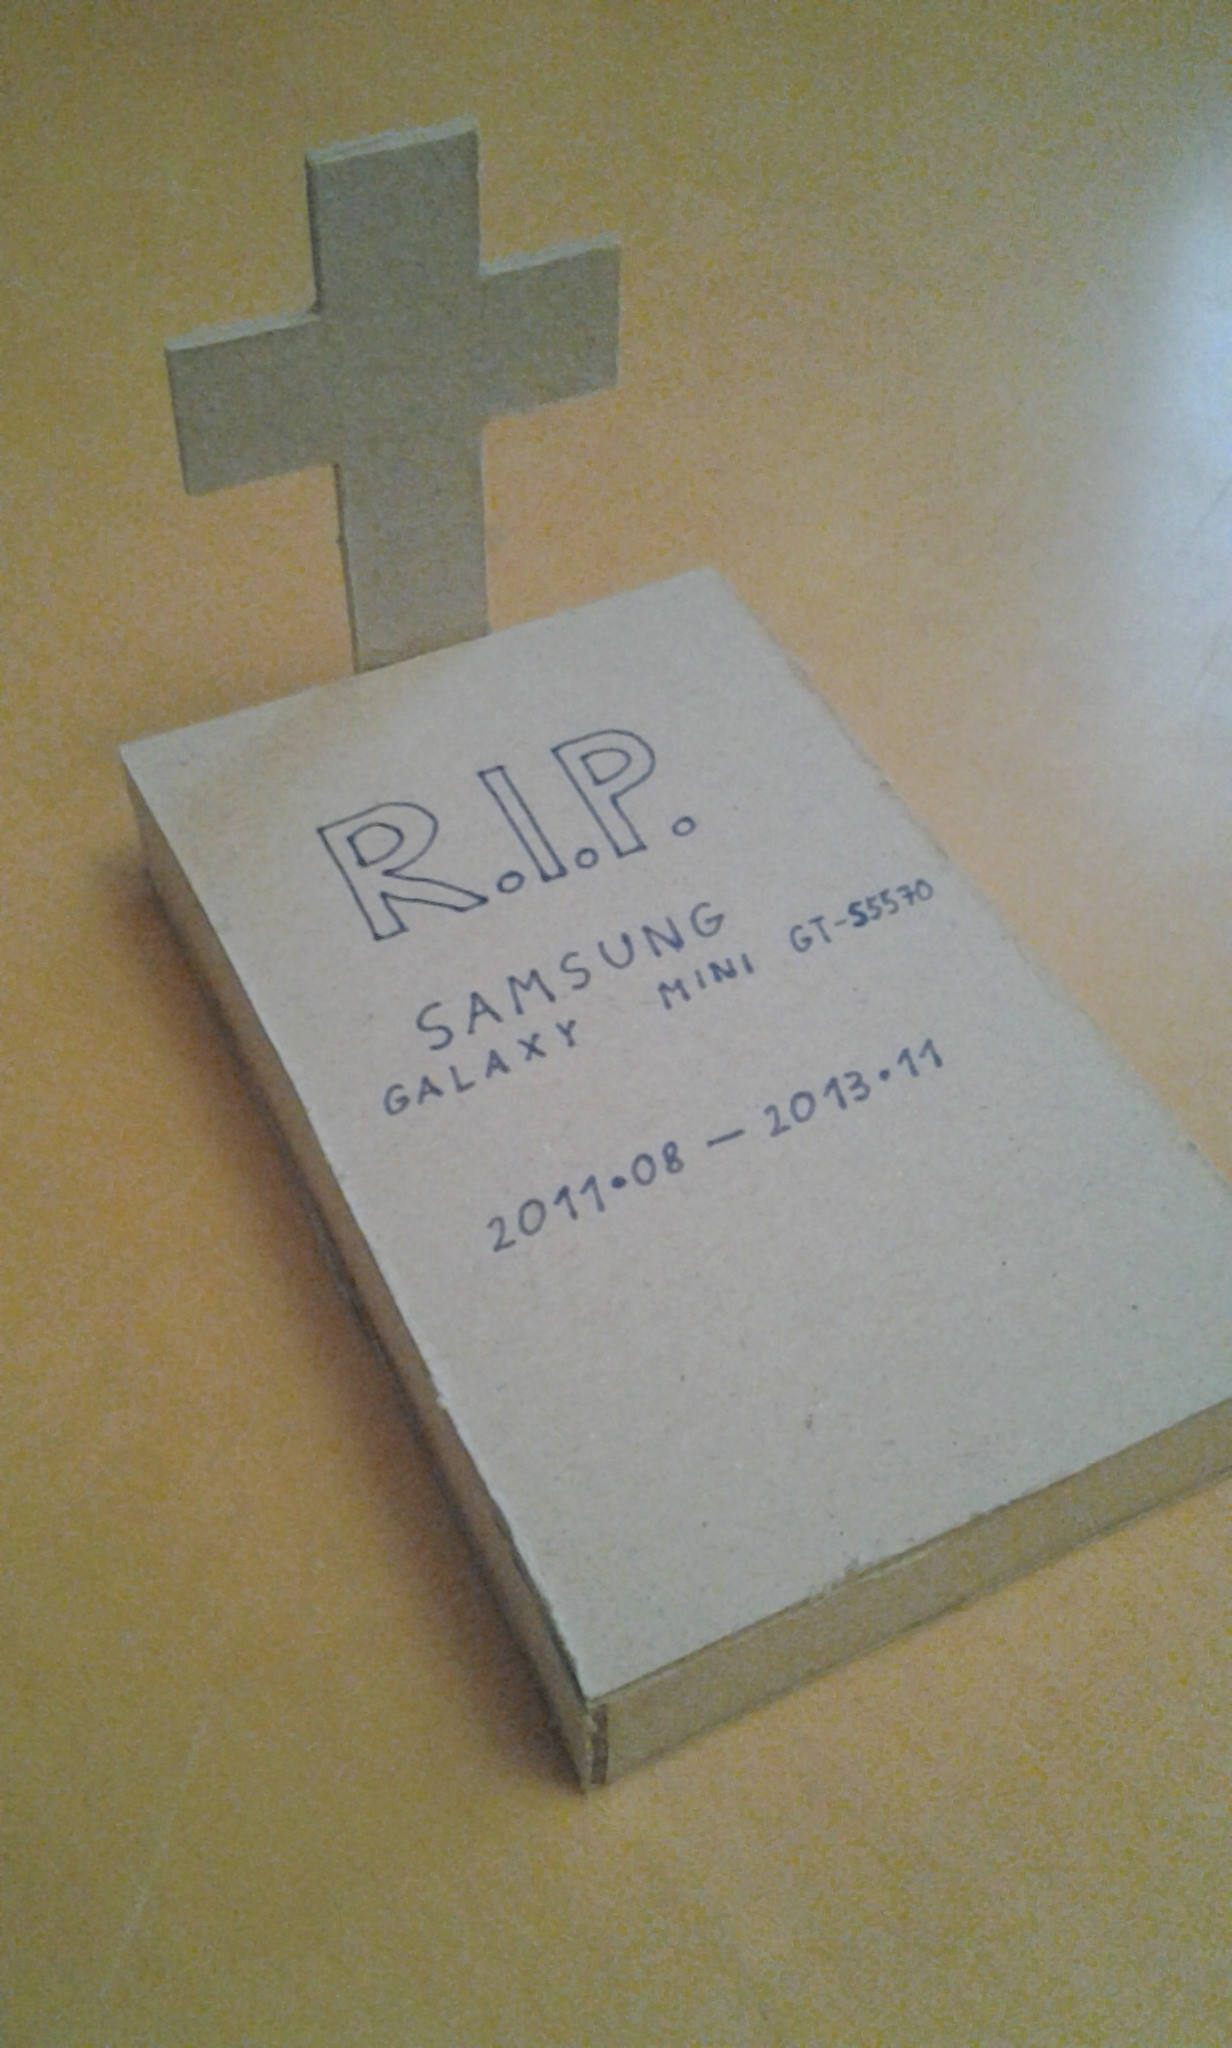 R.I.P.
SAMSUNG
GALAXY MINI GT-S5570
2011.08 — 2013.11